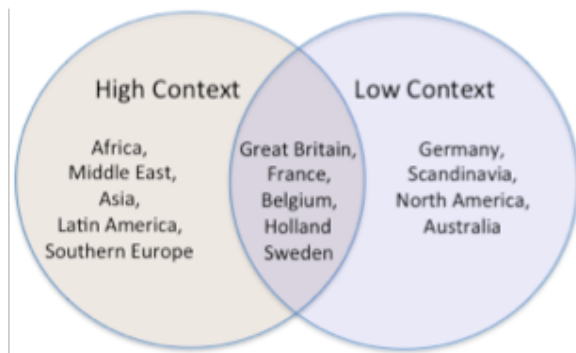 High Context
Low Context
Africa,
Middle East,
Asia,
Latin America,
Southern Europe
Great Britain,
France,
Belgium,
Holland
Sweden
Germany,
Scandinavia,
North America,
Australia